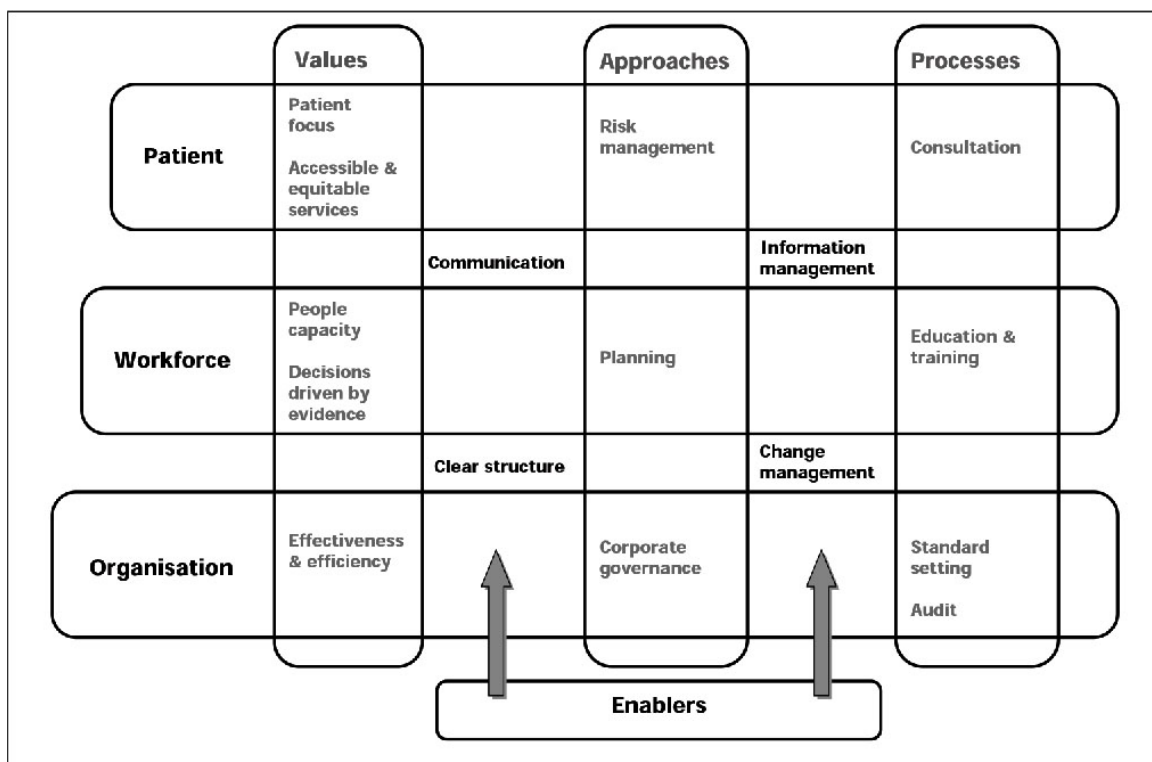 Values
Approaches
Processes
Patient
Patient
focus
Accessible &
equitable
services
Risk
management
Consultation
Communication
Information
management
Workforce
People
capacity
Decisions
driven by
evidence
Planning
Education &
training
Clear structure
Change
management
Organisation
Effectiveness
& efficiency
Corporate
governance
Standard
setting
Audit
Enablers